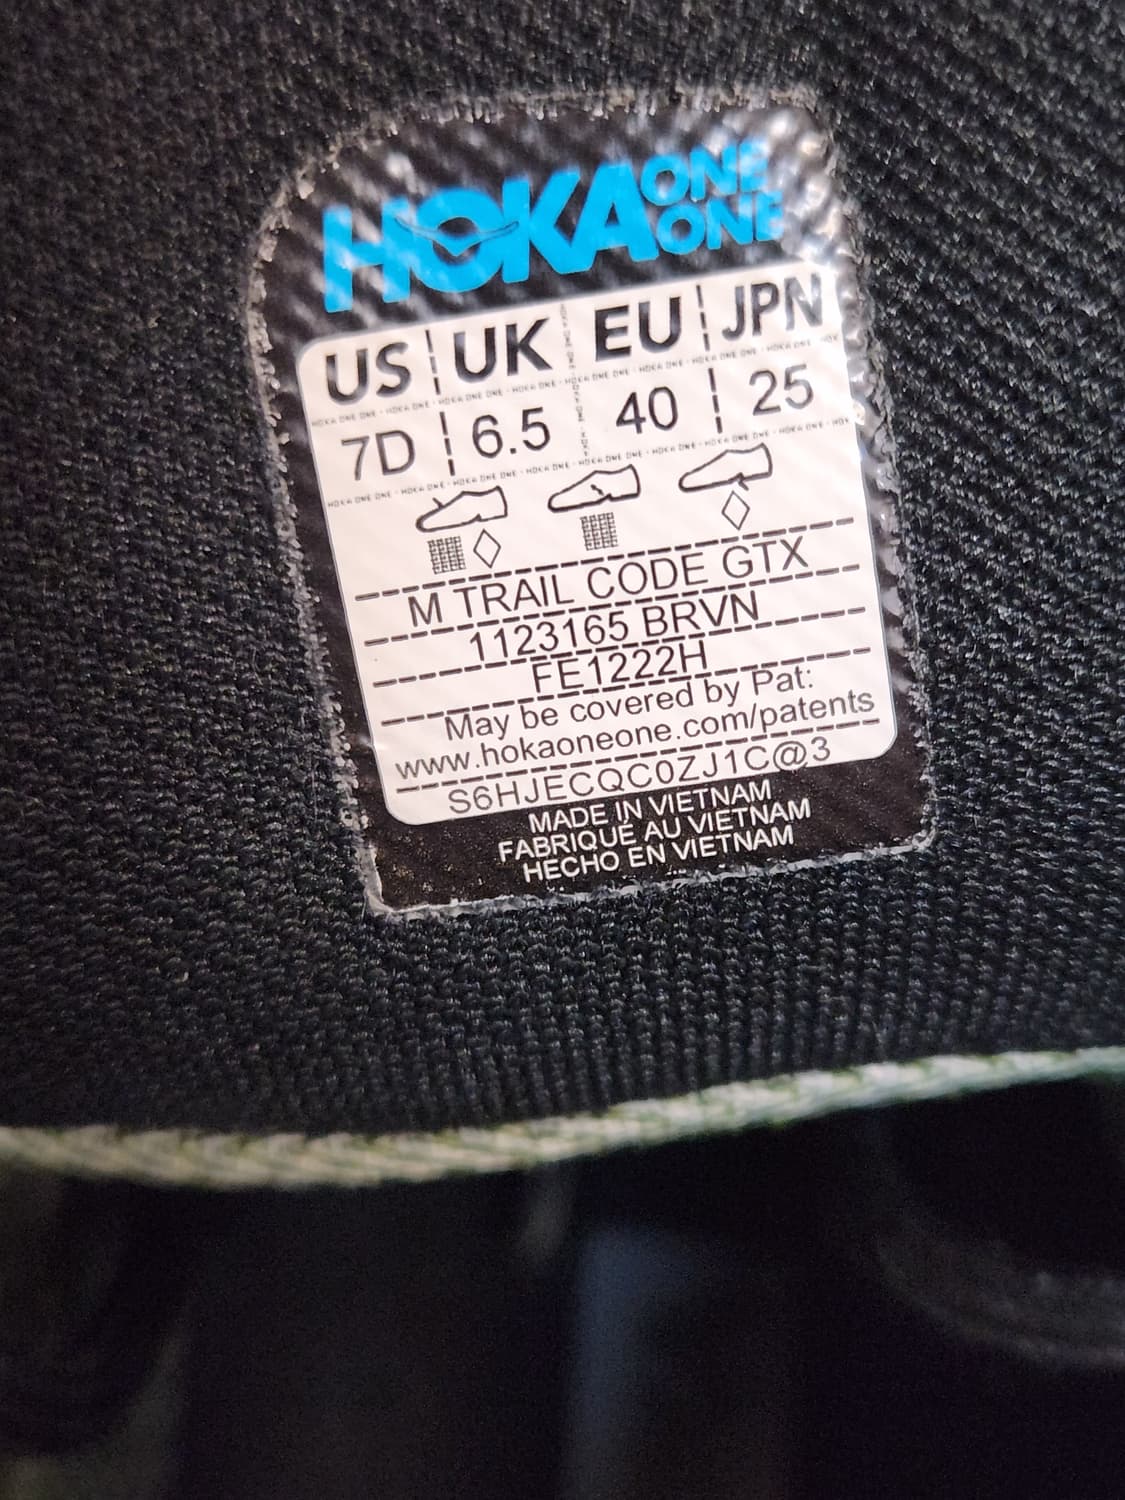 HOKA ONE ONE
US UK EU JPN
7D 6.5 40 25
M TRAIL CODE GTX
1123165 BRVN
FE1222H
May be covered by Pat:
www.hokaoneone.com/patents
S6HJECQC0ZJ1C@3
MADE IN VIETNAM
FABRIQUÉ AU VIETNAM
HECHO EN VIETNAM